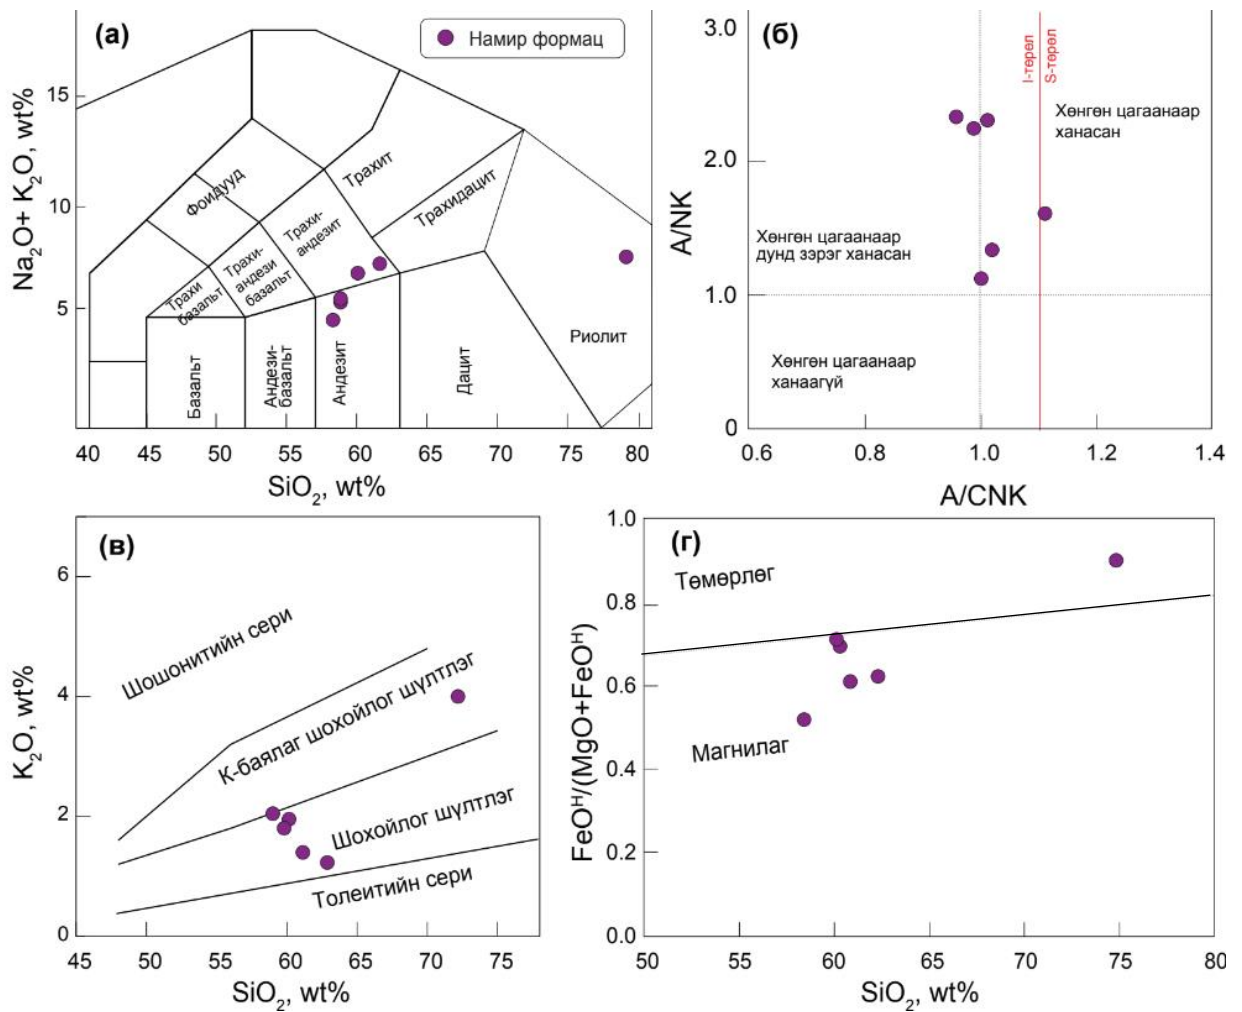 (а)
Намир формац
Na2O+ K2O, wt%
15
10
5
Фоидууд
Трахит
Трахидацит
Трахи-
андезит
Трахи-
андези
базальт
Трахи
базальт
Базальт
Андези-
базальт
Андезит
Дацит
Риолит
40 45 50 55 60 65 70 75 80
SiO2, wt%
(б)
I-төрөл
S-төрөл
Хөнгөн цагаанаар
ханасан
Хөнгөн цагаанаар
дунд зэрэг ханасан
Хөнгөн цагаанаар
ханаагүй
A/NK
3.0
2.0
1.0
0
0.6 0.8 1.0 1.2 1.4
A/CNK
(в)
K2O, wt%
6
4
2
0
Шошонитийн сери
К-баялаг шохойлог шүлтлэг
Шохойлог шүлтлэг
Толеитийн сери
45 50 55 60 65 70 75
SiO2, wt%
(г)
FeOᴴ/(MgO+FeOᴴ)
1.0
0.8
0.6
0.4
0.2
0.0
Төмөрлөг
Магнилаг
50 55 60 65 70 75 80
SiO2, wt%